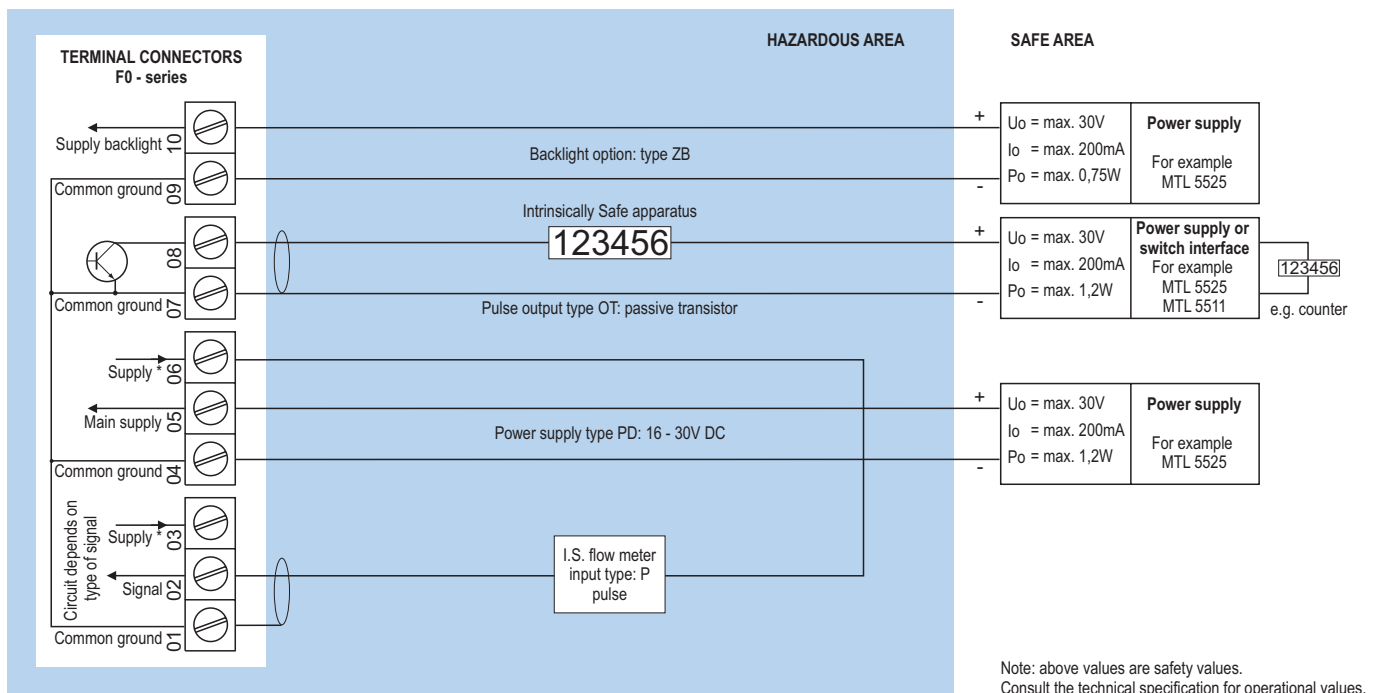 HAZARDOUS AREA
SAFE AREA
TERMINAL CONNECTORS
F0 - series
Supply backlight
10
Common ground
09
08
Common ground
07
Supply *
06
Main supply
05
Common ground
04
Circuit depends on
type of signal
Supply *
03
Signal
02
Common ground
01
Backlight option: type ZB
Intrinsically Safe apparatus
123456
Pulse output type OT: passive transistor
Power supply type PD: 16 - 30V DC
I.S. flow meter
input type: P
pulse
+
-
Uo = max. 30V
Io = max. 200mA
Po = max. 0,75W
Power supply
For example
MTL 5525
+
-
Uo = max. 30V
Io = max. 200mA
Po = max. 1,2W
Power supply or
switch interface
For example
MTL 5525
MTL 5511
123456
e.g. counter
+
-
Uo = max. 30V
Io = max. 200mA
Po = max. 1,2W
Power supply
For example
MTL 5525
Note: above values are safety values.
Consult the technical specification for operational values.